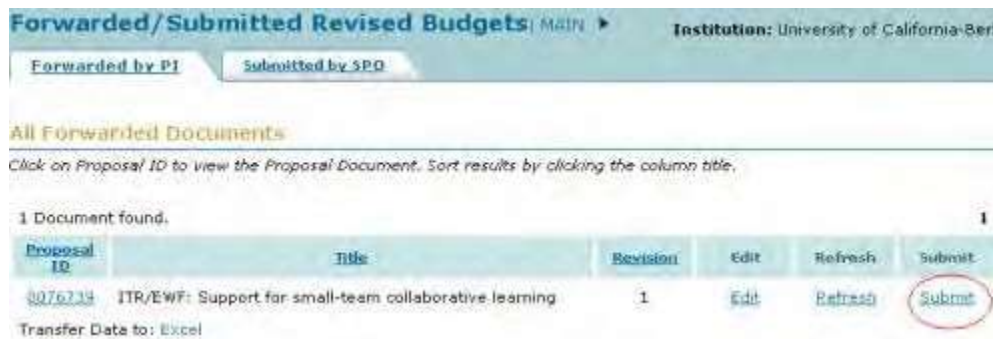 Forwarded/Submitted Revised Budgets| MAIN ▶ Institution: University of California-Ber
Forwarded by PI Submitted by SPO
All Forwarded Documents
Click on Proposal ID to view the Proposal Document. Sort results by clicking the column title.
1 Document found. 1
Proposal ID Title Revision Edit Refresh Submit
0076739 ITR/EWF: Support for small-team collaborative learning 1 Edit Refresh Submit
Transfer Data to: Excel